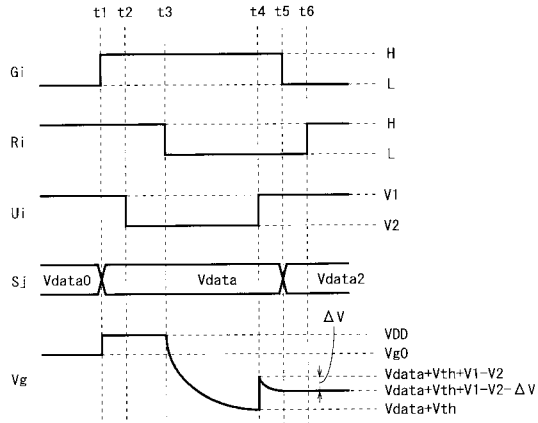 t1 t2 t3 t4 t5 t6
Gi
H
L
Ri
H
L
Ui
V1
V2
Sj
Vdata0
Vdata
Vdata2
ΔV
VDD
Vg0
Vg
Vdata+Vth+V1-V2
Vdata+Vth+V1-V2-ΔV
Vdata+Vth